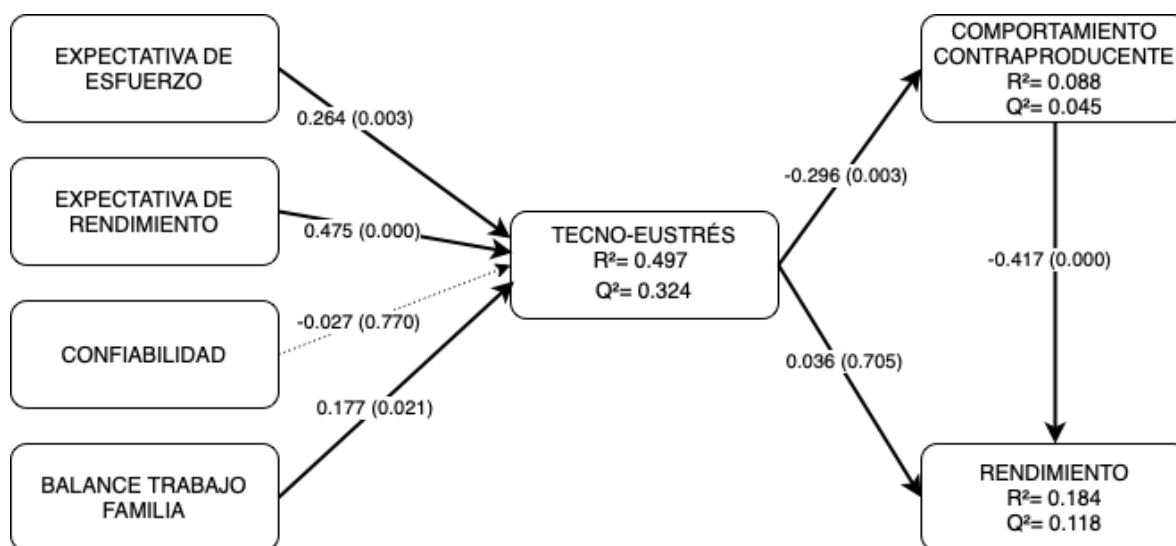 EXPECTATIVA DE
ESFUERZO
0.264 (0.003)
EXPECTATIVA DE
RENDIMIENTO
0.475 (0.000)
CONFIABILIDAD
-0.027 (0.770)
BALANCE TRABAJO
FAMILIA
0.177 (0.021)
TECNO-EUSTRÉS
R²= 0.497
Q²= 0.324
-0.296 (0.003)
0.036 (0.705)
COMPORTAMIENTO
CONTRAPRODUCENTE
R²= 0.088
Q²= 0.045
-0.417 (0.000)
RENDIMIENTO
R²= 0.184
Q²= 0.118